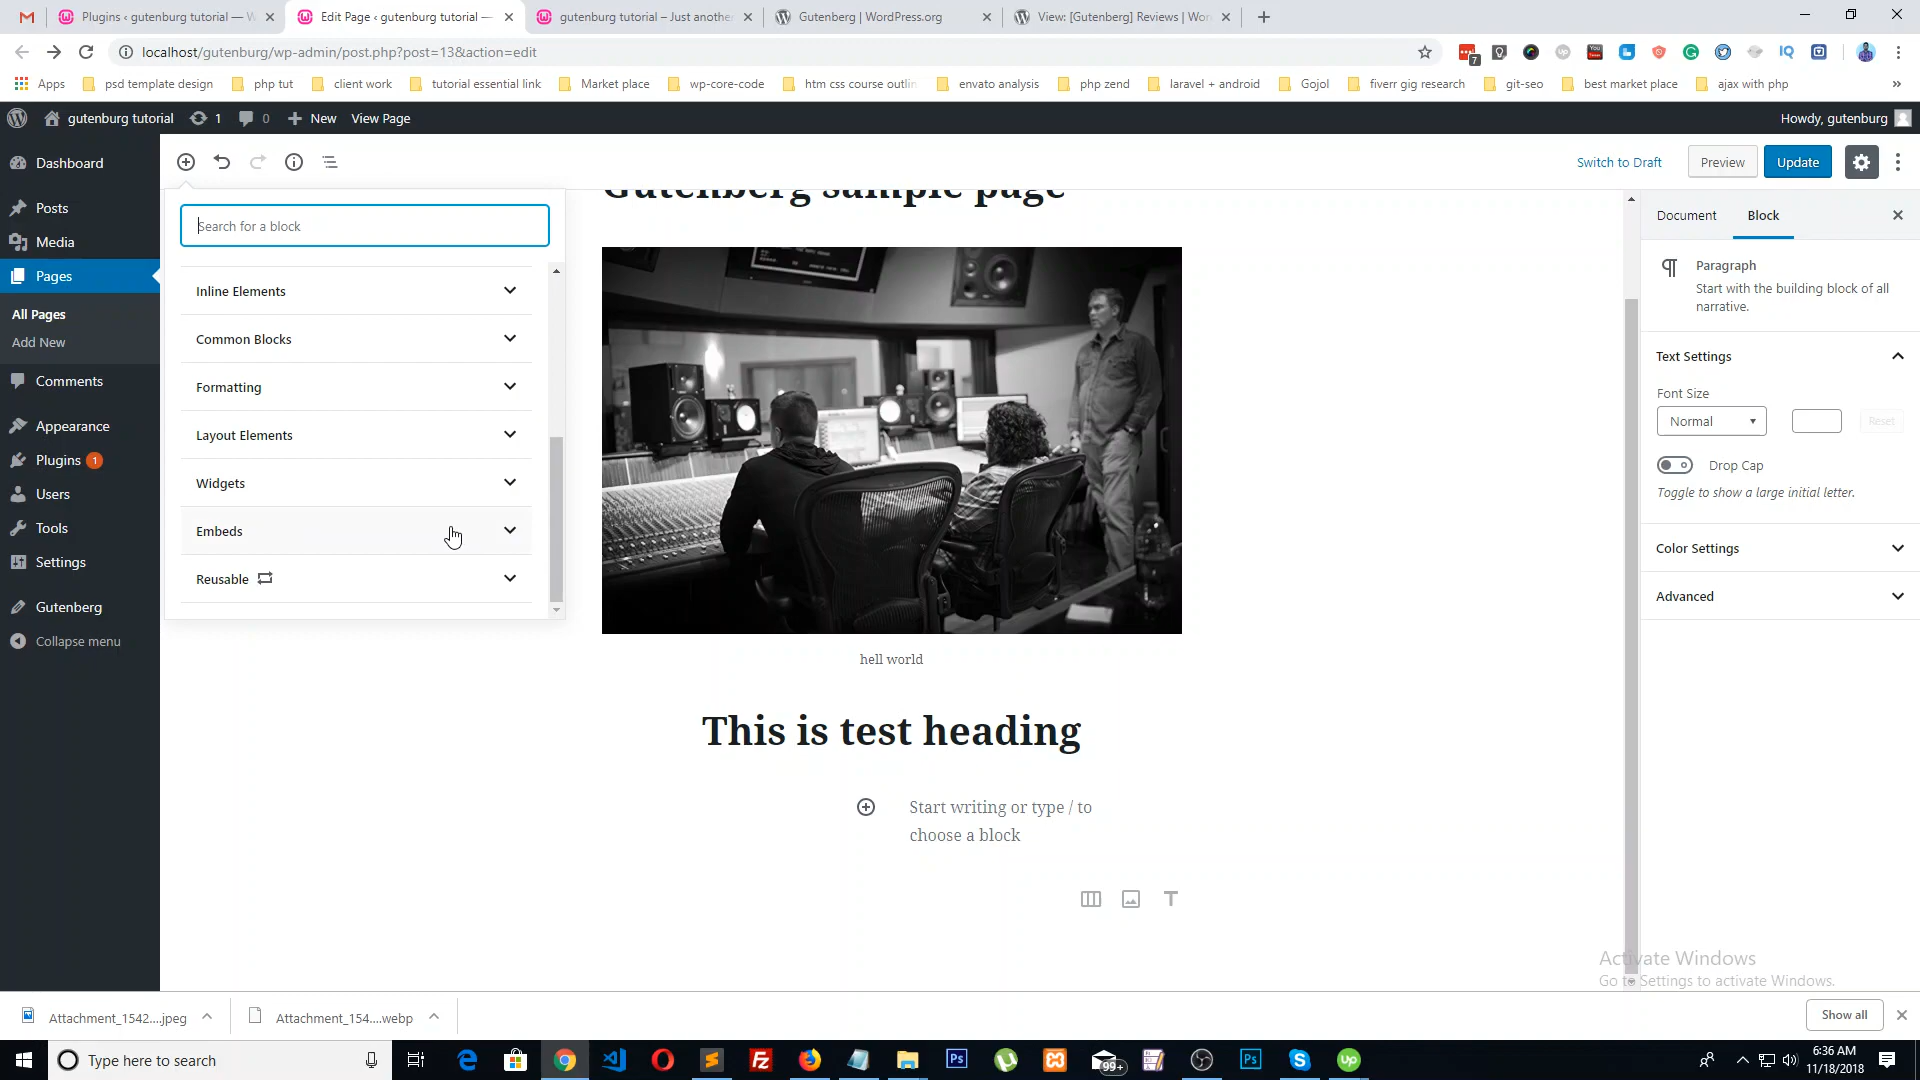 Plugins ‹ gutenburg tutorial — W
Edit Page ‹ gutenburg tutorial —
gutenburg tutorial – Just another
Gutenberg | WordPress.org
View: [Gutenberg] Reviews | Wor
localhost/gutenburg/wp-admin/post.php?post=13&action=edit
7
Apps
psd template design
php tut
client work
tutorial essential link
Market place
wp-core-code
htm css course outlin
envato analysis
php zend
laravel + android
Gojol
fiverr gig research
git-seo
best market place
ajax with php
»
gutenburg tutorial
1
0
New
View Page
Howdy, gutenburg
Dashboard
Posts
Media
Pages
All Pages
Add New
Comments
Appearance
Plugins 1
Users
Tools
Settings
Gutenberg
Collapse menu
Switch to Draft
Preview
Update
Search for a block
Inline Elements
Common Blocks
Formatting
Layout Elements
Widgets
Embeds
Reusable
Gutenberg sample page
hell world
This is test heading
Start writing or type / to
choose a block
Document
Block
Paragraph
Start with the building block of all
narrative.
Text Settings
Font Size
Normal
Reset
Drop Cap
Toggle to show a large initial letter.
Color Settings
Advanced
Activate Windows
Go to Settings to activate Windows.
Attachment_1542....jpeg
Attachment_154....webp
Show all
Type here to search
99+
6:36 AM
11/18/2018